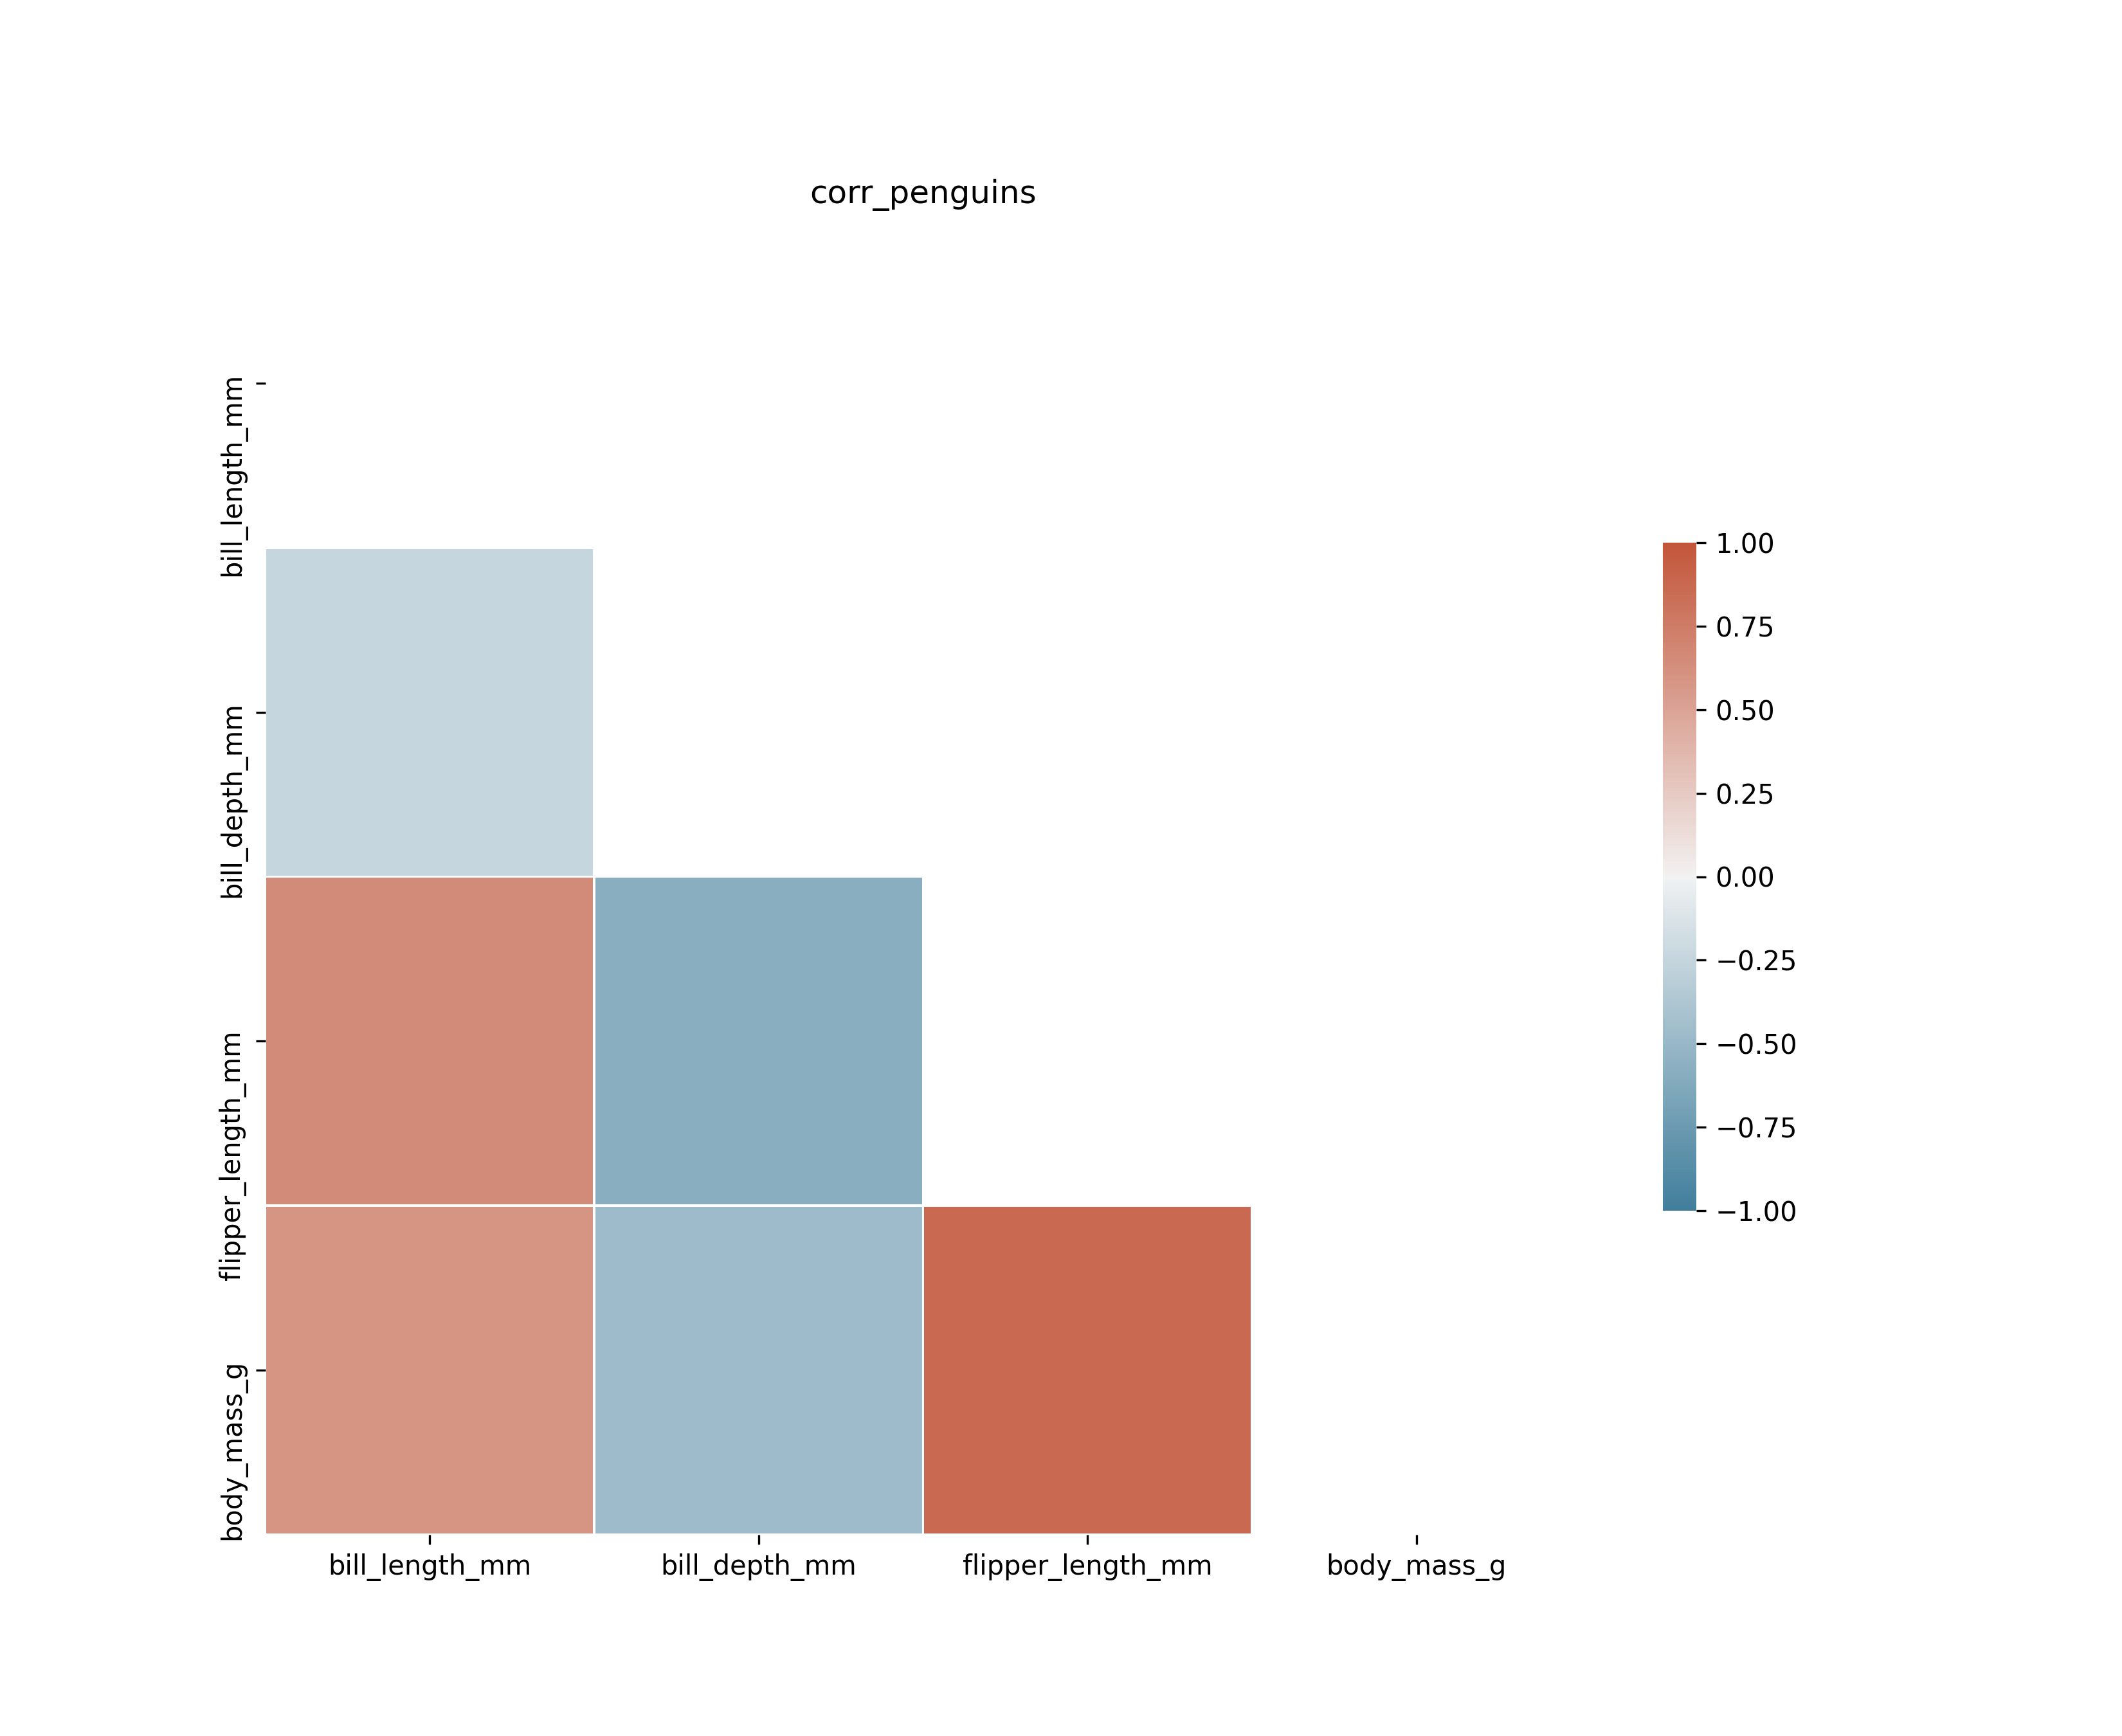 corr_penguins
bill_length_mm
bill_depth_mm
flipper_length_mm
body_mass_g
bill_length_mm
bill_depth_mm
flipper_length_mm
body_mass_g
1.00
0.75
0.50
0.25
0.00
−0.25
−0.50
−0.75
−1.00